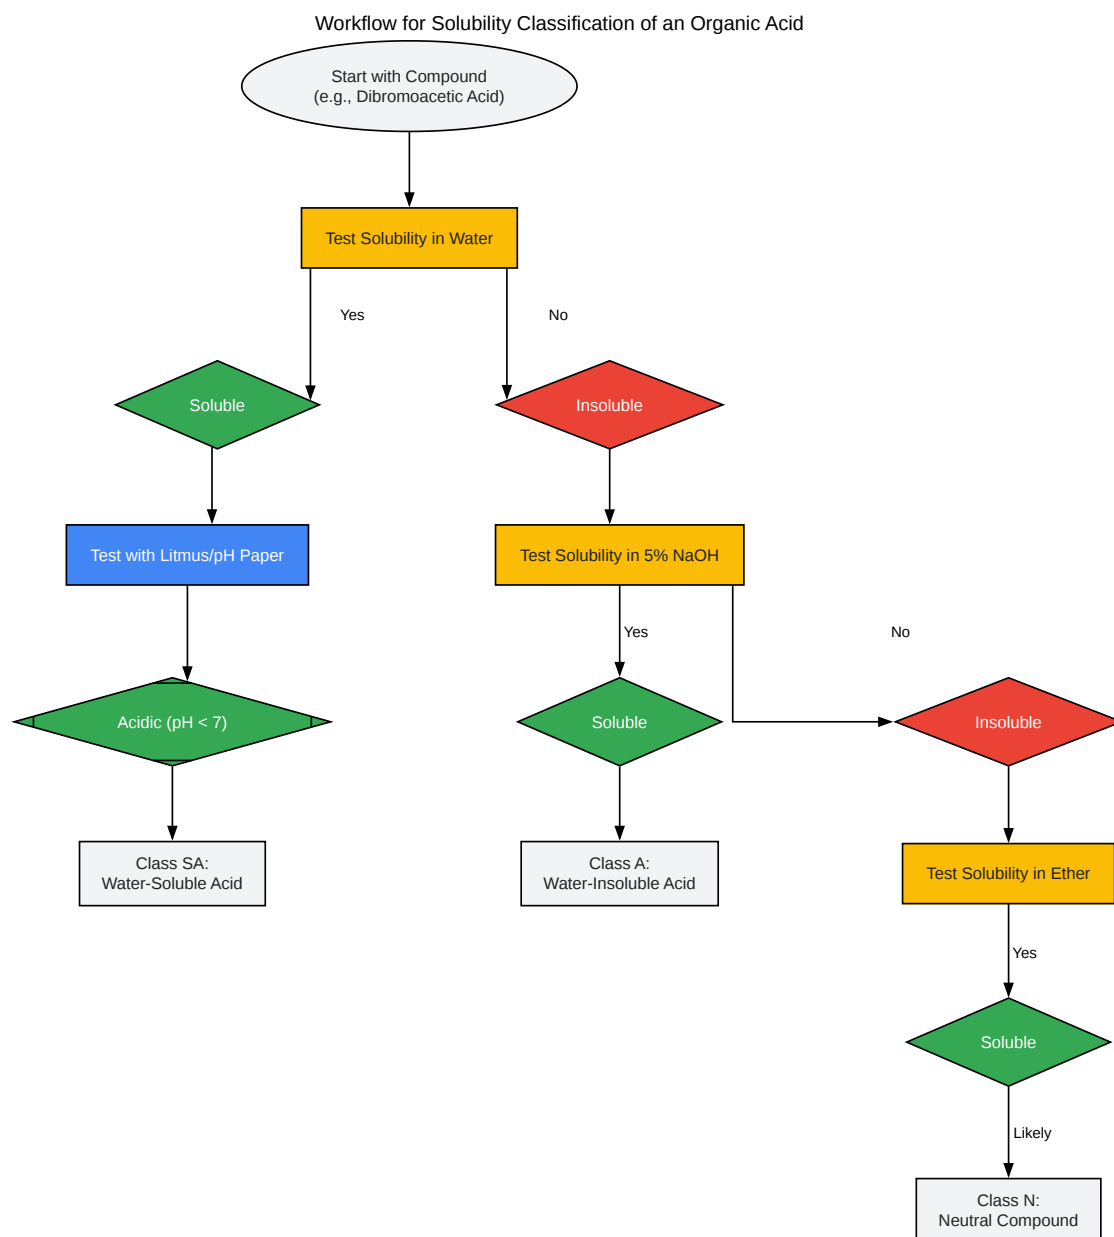 Workflow for Solubility Classification of an Organic Acid
Start with Compound
(e.g., Dibromoacetic Acid)
Test Solubility in Water
Yes
No
Soluble
Insoluble
Test with Litmus/pH Paper
Test Solubility in 5% NaOH
Yes
No
Acidic (pH < 7)
Soluble
Insoluble
Class SA:
Water-Soluble Acid
Class A:
Water-Insoluble Acid
Test Solubility in Ether
Yes
Soluble
Likely
Class N:
Neutral Compound